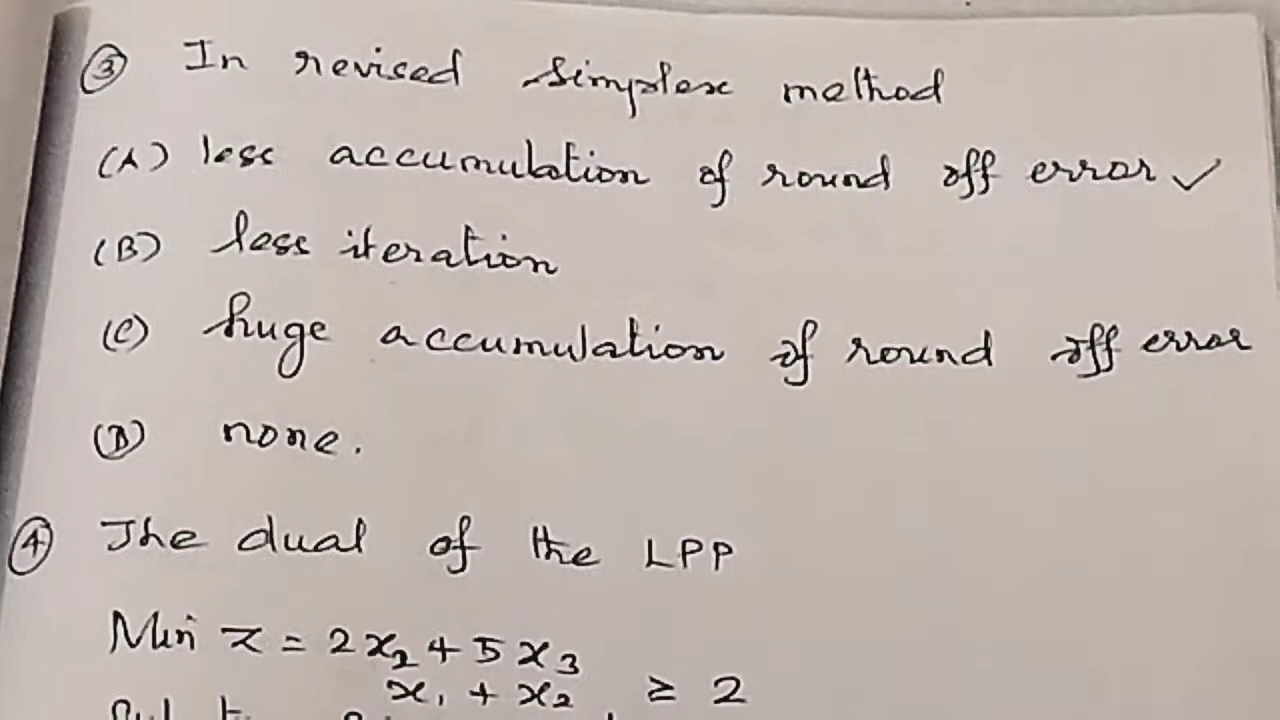 ③ In revised simplex method
(A) less accumulation of round off error ✓
(B) less iteration
(C) huge accumulation of round off error
(D) none.
④ The dual of the LPP
Min z = 2x₂ + 5x₃
x₁ + x₂ ≥ 2